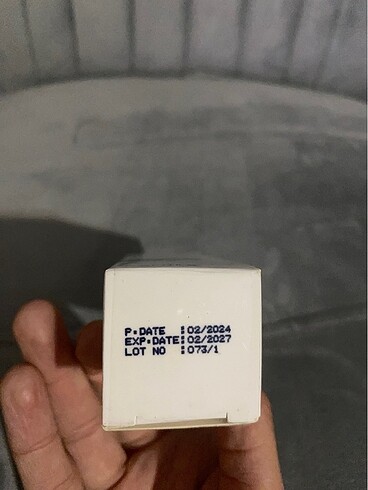 P.DATE : 02/2024
EXP.DATE: 02/2027
LOT NO : 073/1